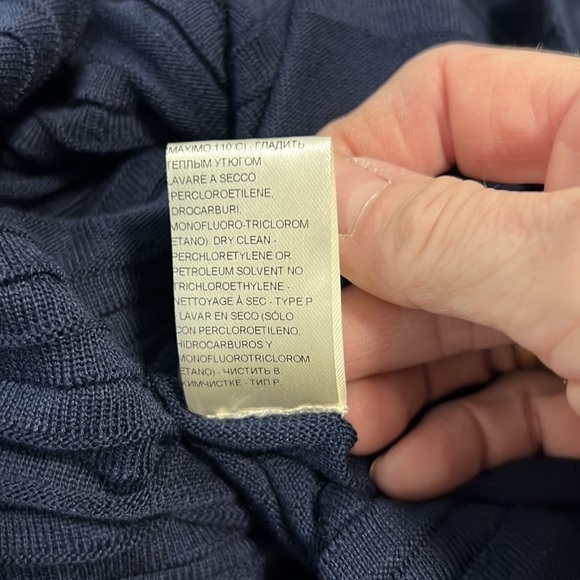 MAXIMO 110°C) - ГЛАДИТЬ
ТЕПЛЫМ УТЮГОМ
LAVARE A SECCO
(PERCLOROETILENE,
IDROCARBURI,
MONOFLUORO-TRICLOROM
ETANO). DRY CLEAN -
PERCHLORETYLENE OR
PETROLEUM SOLVENT NO
TRICHLOROETHYLENE -
NETTOYAGE À SEC - TYPE P
LAVAR EN SECO (SÓLO
CON PERCLOROETILENO,
HIDROCARBUROS Y
MONOFLUOROTRICLOROM
ETANO) - ЧИСТИТЬ В
ХИМЧИСТКЕ - ТИП P.